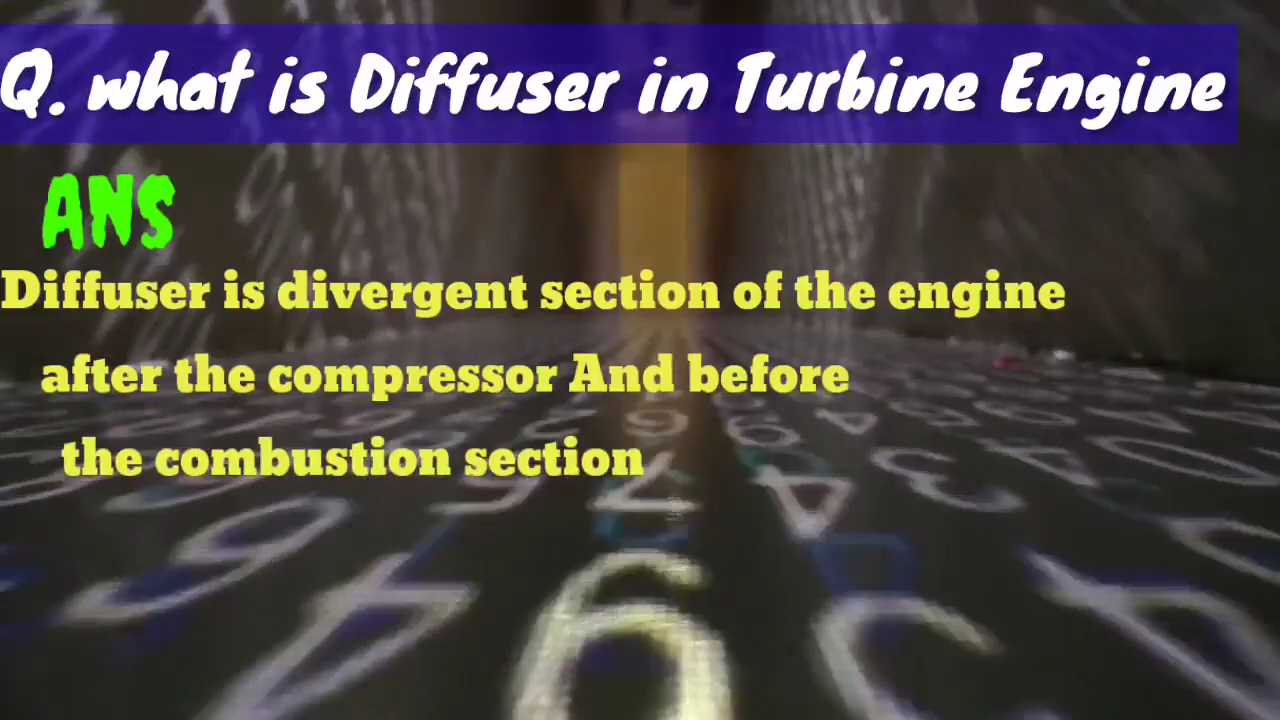 Q. what is Diffuser in Turbine Engine
ANS
Diffuser is divergent section of the engine
after the compressor And before
the combustion section